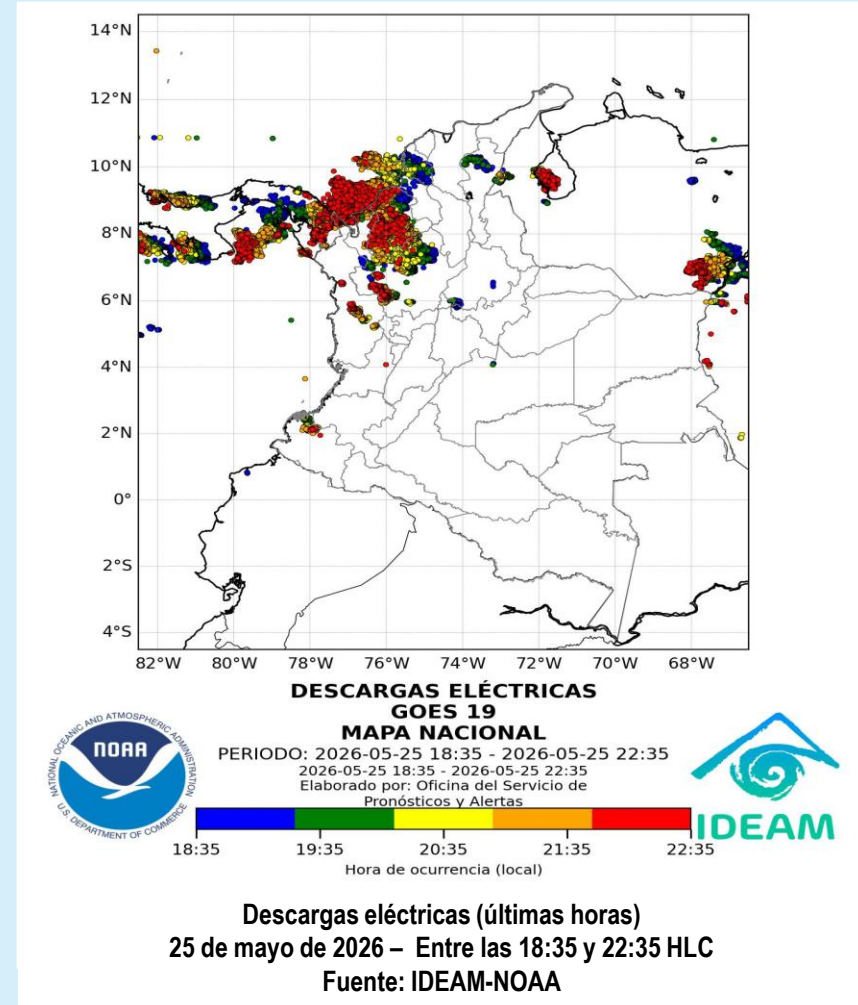 14°N
12°N
10°N
8°N
6°N
4°N
2°N
0°
2°S
4°S
82°W 80°W 78°W 76°W 74°W 72°W 70°W 68°W
DESCARGAS ELÉCTRICAS
GOES 19
MAPA NACIONAL
PERIODO: 2026-05-25 18:35 - 2026-05-25 22:35
2026-05-25 18:35 - 2026-05-25 22:35
Elaborado por: Oficina del Servicio de
Pronósticos y Alertas
NATIONAL OCEANIC AND ATMOSPHERIC ADMINISTRATION
NOAA
U.S. DEPARTMENT OF COMMERCE
IDEAM
18:35 19:35 20:35 21:35 22:35
Hora de ocurrencia (local)
Descargas eléctricas (últimas horas)
25 de mayo de 2026 – Entre las 18:35 y 22:35 HLC
Fuente: IDEAM-NOAA